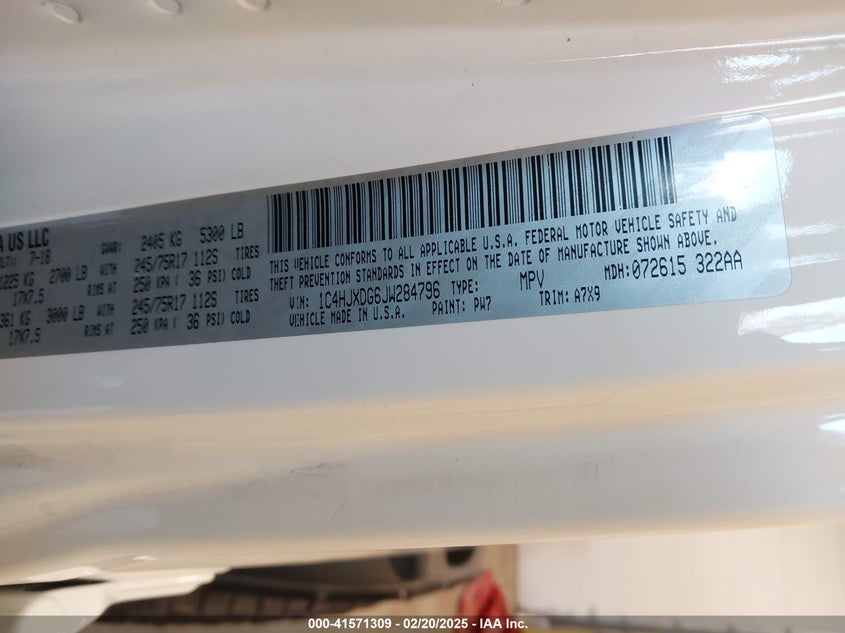 A US LLC
7-18 GVWR: 2405 KG 5300 LB
1225 KG 2700 LB WITH 245/75R17 112S TIRES
17X7.5 RIMS AT 250 KPA ( 36 PSI) COLD
361 KG 3000 LB WITH 245/75R17 112S TIRES
17X7.5 RIMS AT 250 KPA ( 36 PSI) COLD
THIS VEHICLE CONFORMS TO ALL APPLICABLE U.S.A. FEDERAL MOTOR VEHICLE SAFETY AND
THEFT PREVENTION STANDARDS IN EFFECT ON THE DATE OF MANUFACTURE SHOWN ABOVE.
VIN: 1C4HJXDG6JW284796 TYPE: MPV MDH: 072615 322AA
VEHICLE MADE IN U.S.A. PAINT: PW7 TRIM: A7X9
000-41571309 — 02/20/2025 — IAA Inc.